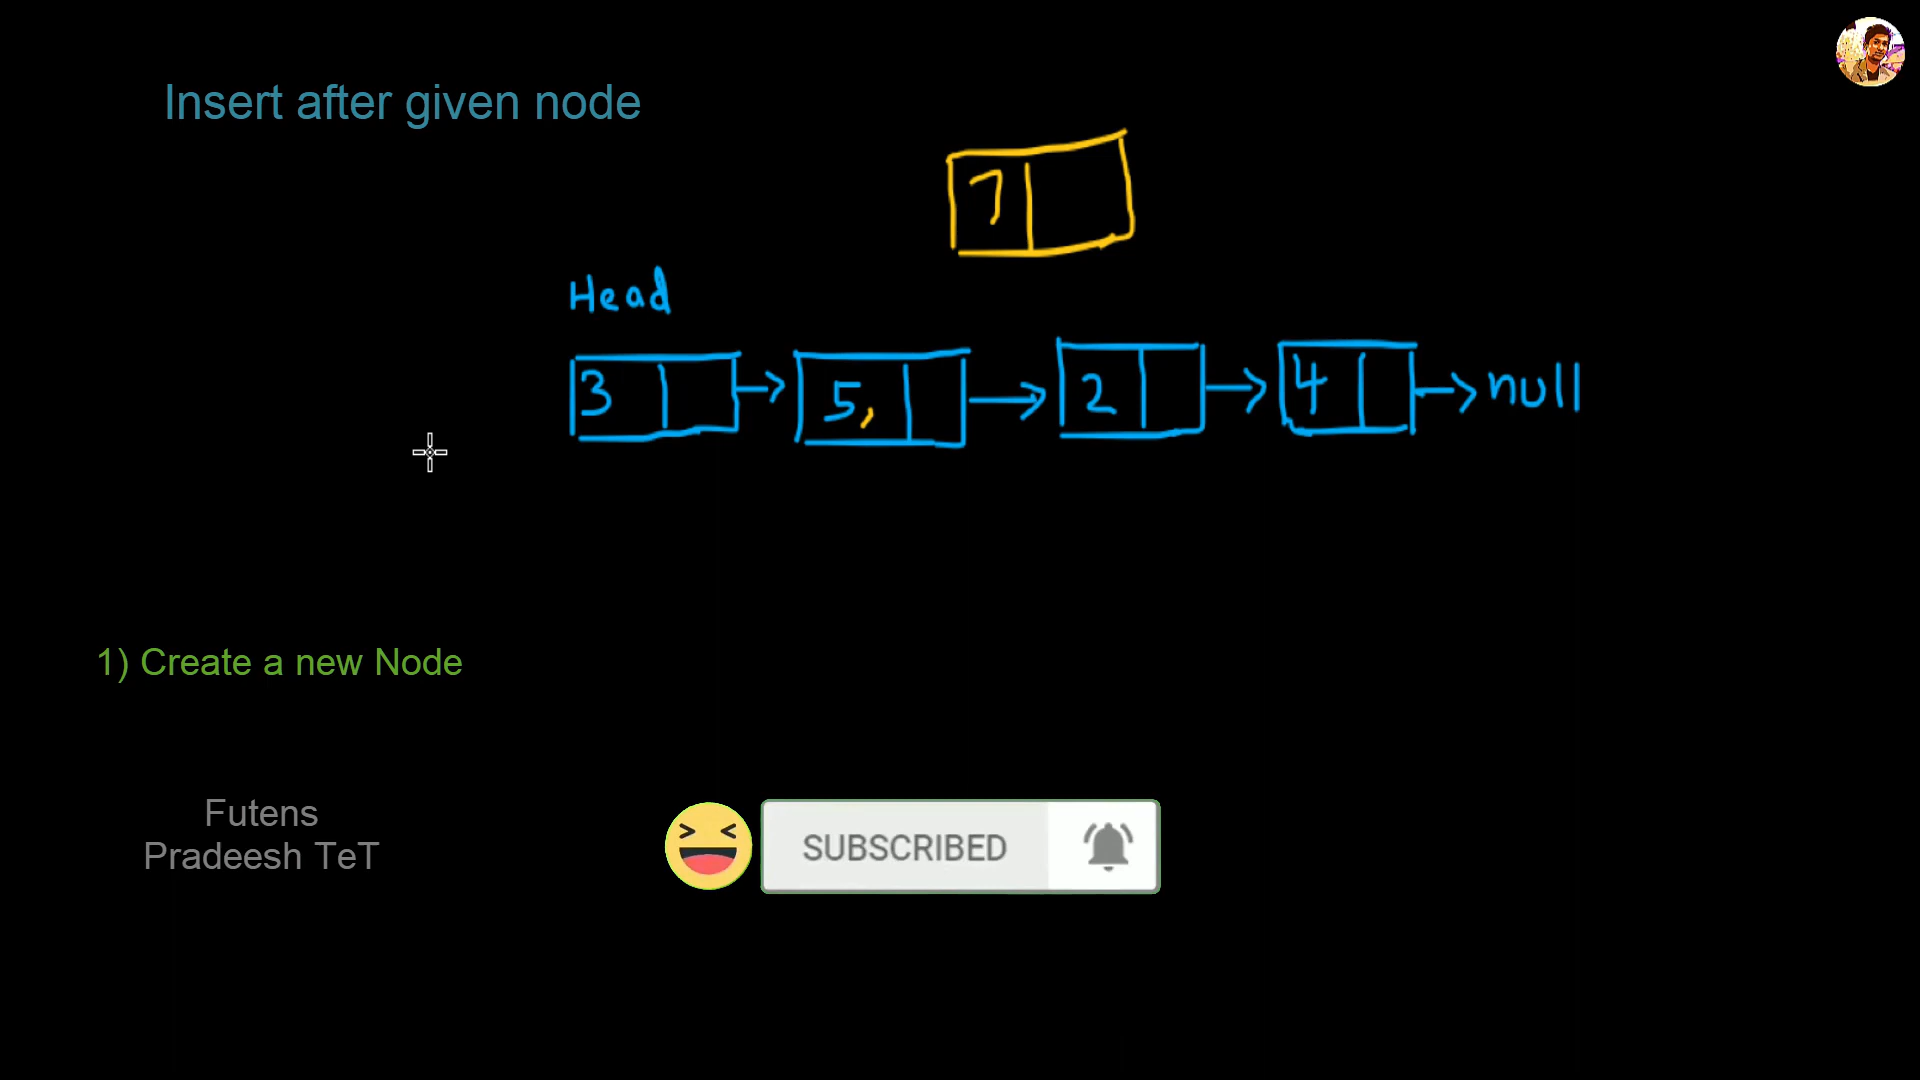 Insert after given node
7
Head
3 5, 2 4 null
1) Create a new Node
Futens
Pradeesh TeT
SUBSCRIBED